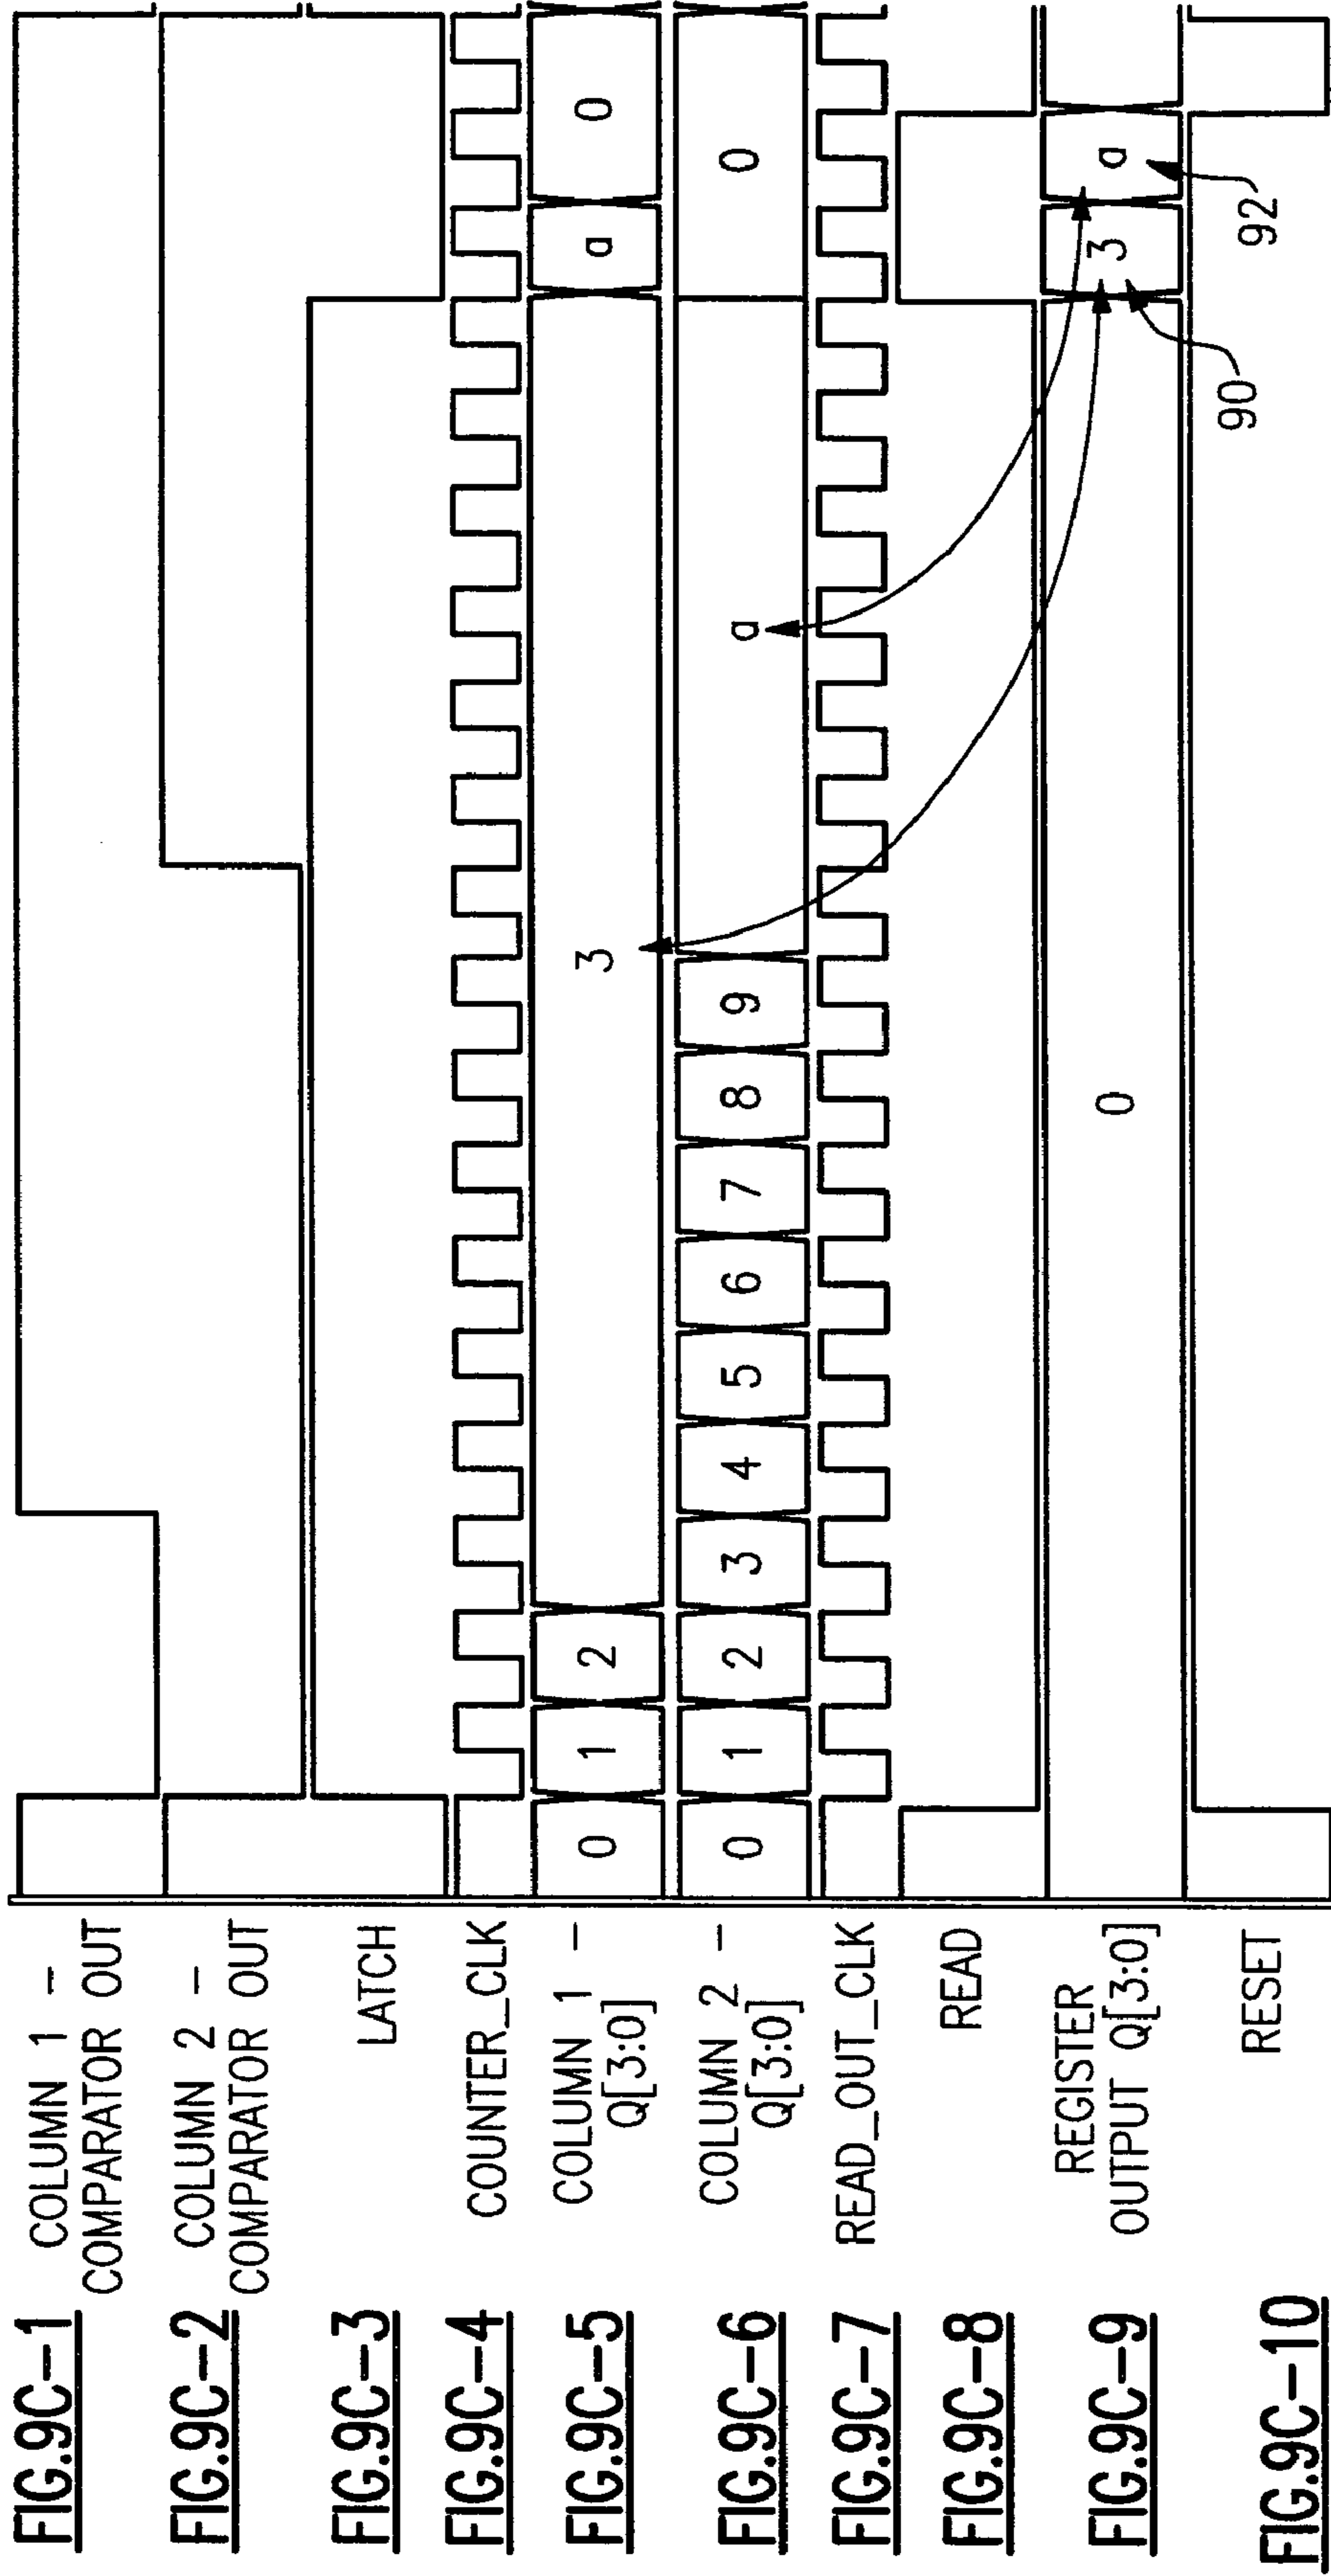 FIG.9C-1
COLUMN 1 -
COMPARATOR OUT
FIG.9C-2
COLUMN 2 -
COMPARATOR OUT
FIG.9C-3
LATCH
FIG.9C-4
COUNTER_CLK
FIG.9C-5
COLUMN 1 -
Q[3:0]
0 1 2 3 a 0
FIG.9C-6
COLUMN 2 -
Q[3:0]
0 1 2 3 4 5 6 7 8 9 a 0
FIG.9C-7
READ_OUT_CLK
FIG.9C-8
READ
FIG.9C-9
REGISTER
OUTPUT Q[3:0]
0 3 a
90 92
FIG.9C-10
RESET